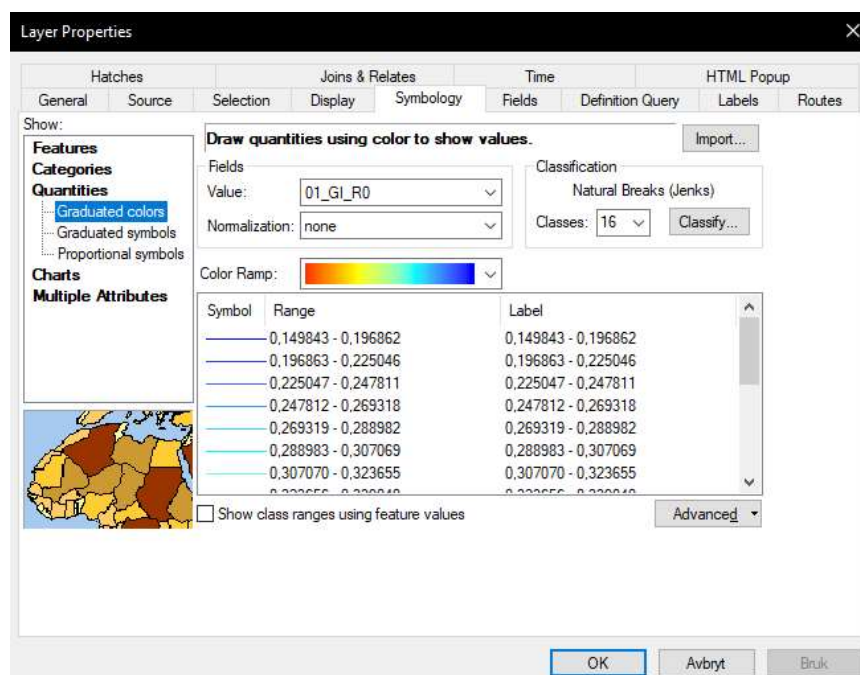 Layer Properties
Hatches Joins & Relates Time HTML Popup
General Source Selection Display Symbology Fields Definition Query Labels Routes
Show:
Features
Categories
Quantities
Graduated colors
Graduated symbols
Proportional symbols
Charts
Multiple Attributes
Draw quantities using color to show values.
Import...
Fields
Value: 01_GI_R0
Normalization: none
Classification
Natural Breaks (Jenks)
Classes: 16 Classify...
Color Ramp:
Symbol Range Label
0,149843 - 0,196862 0,149843 - 0,196862
0,196863 - 0,225046 0,196863 - 0,225046
0,225047 - 0,247811 0,225047 - 0,247811
0,247812 - 0,269318 0,247812 - 0,269318
0,269319 - 0,288982 0,269319 - 0,288982
0,288983 - 0,307069 0,288983 - 0,307069
0,307070 - 0,323655 0,307070 - 0,323655
Show class ranges using feature values
Advanced
OK Avbryt Bruk